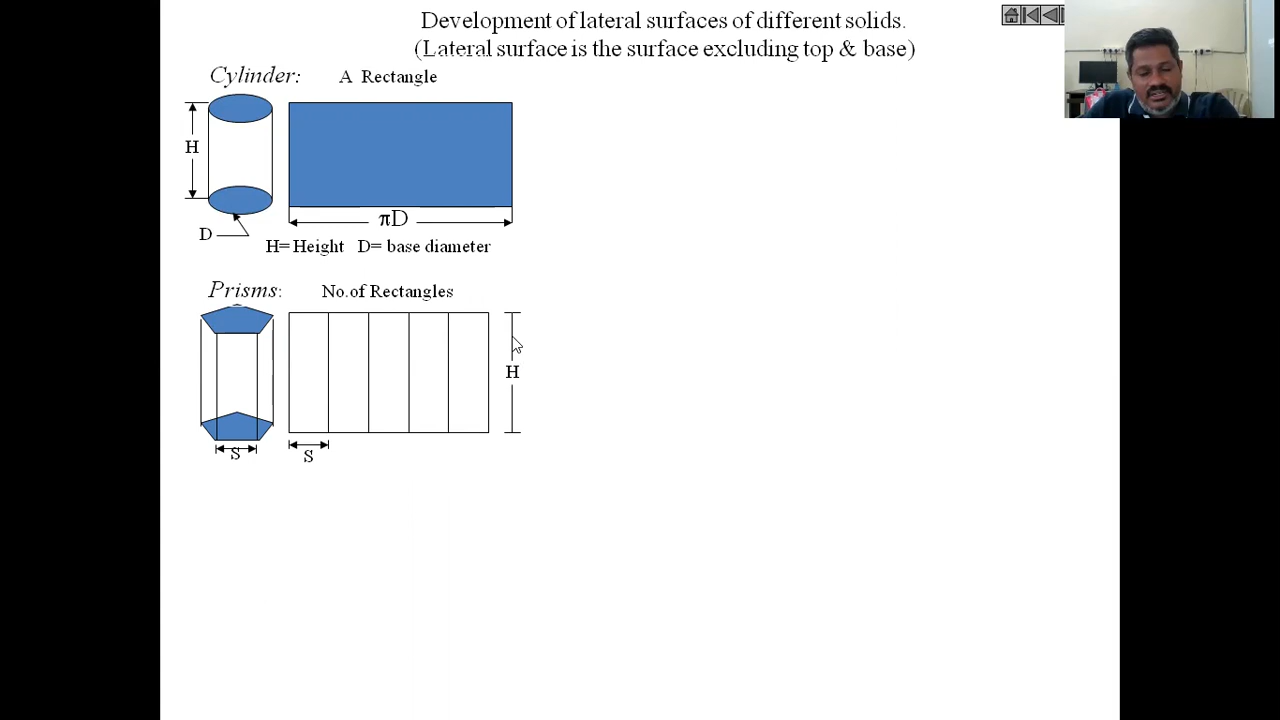 Development of lateral surfaces of different solids.
(Lateral surface is the surface excluding top & base)
Cylinder: A Rectangle
H
D
πD
H= Height D= base diameter
Prisms: No.of Rectangles
H
S
S